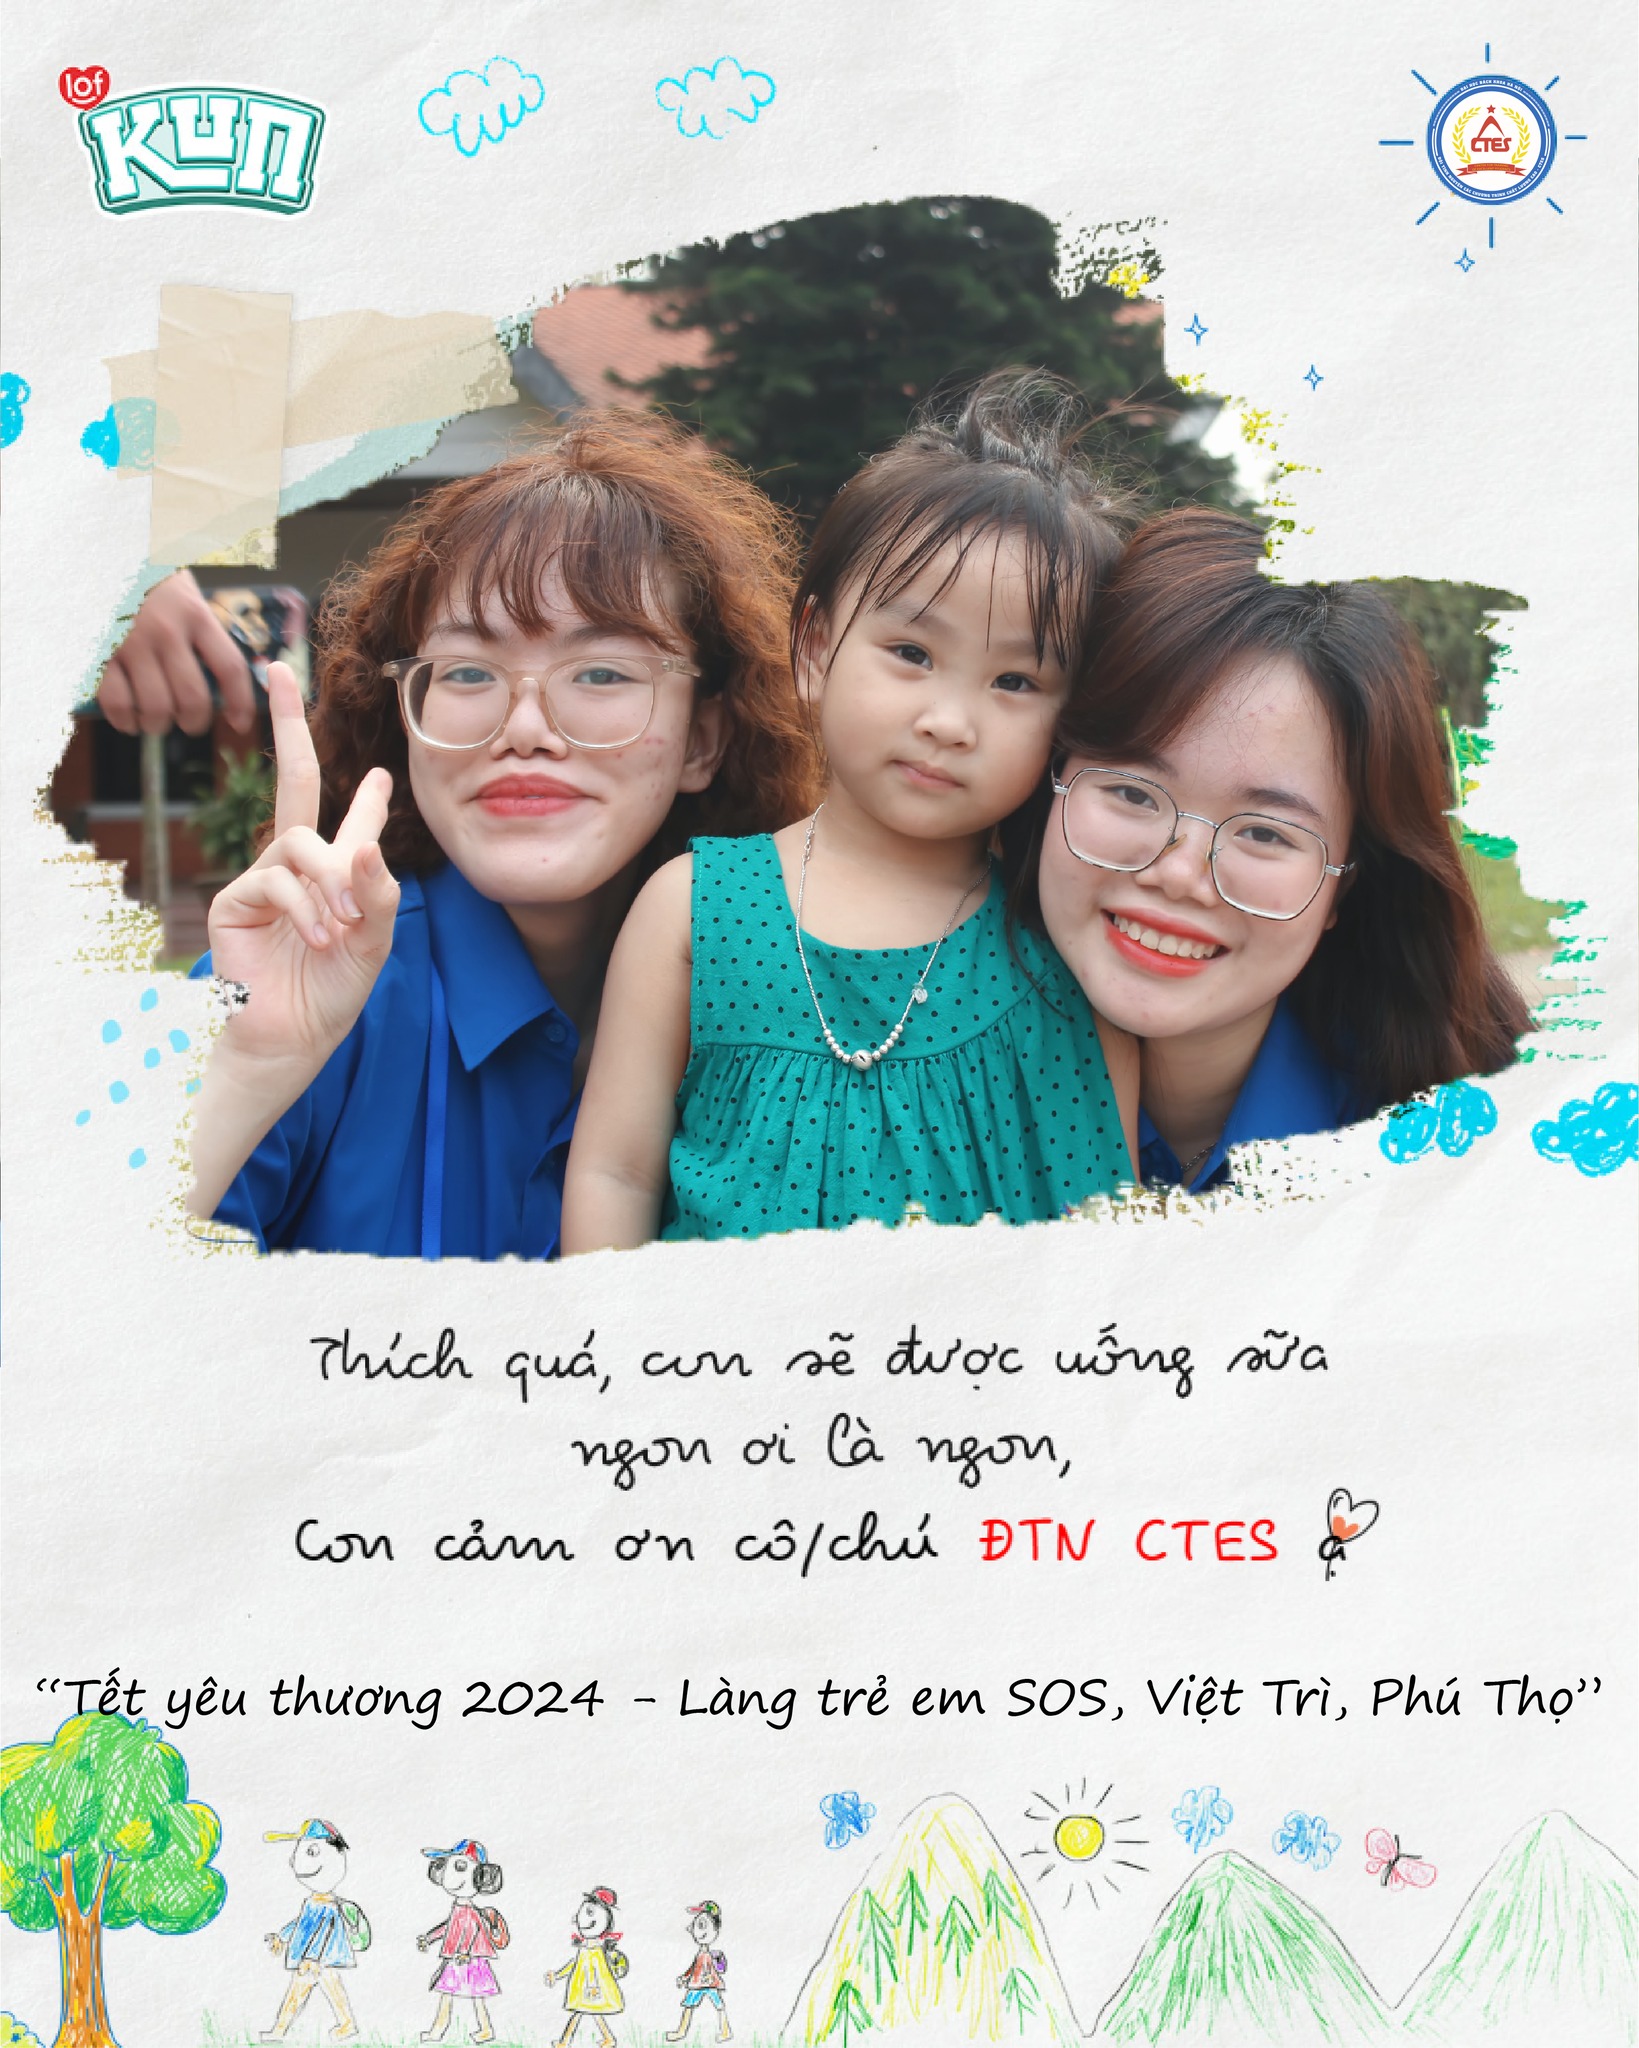 lof
KUN
CTES
Thích quá, con sẽ được uống sữa
ngon ơi là ngon,
Con cảm ơn cô/chú ĐTN CTES ạ
“Tết yêu thương 2024 - Làng trẻ em SOS, Việt Trì, Phú Thọ”